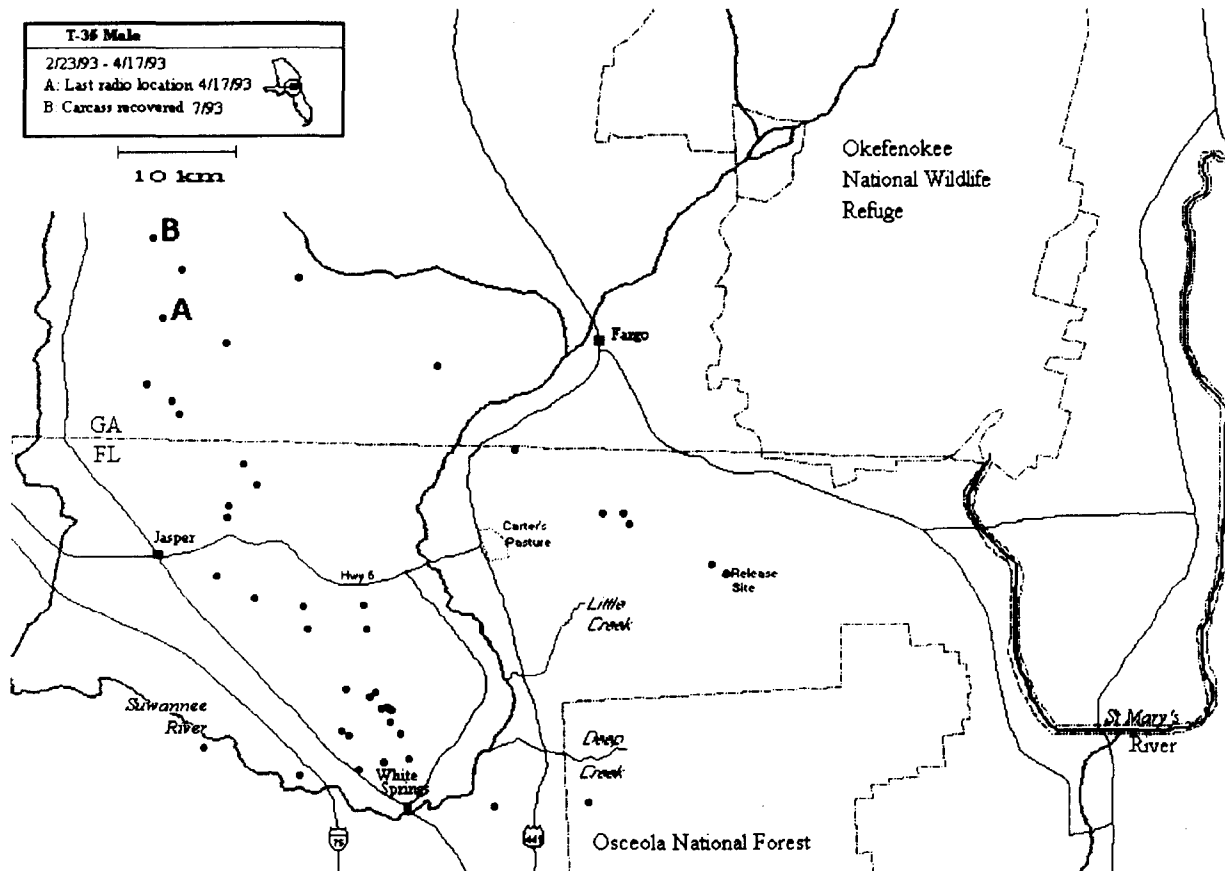 T-35 Male
2/23/93 - 4/17/93
A: Last radio location 4/17/93
B: Carcass recovered 7/93
10 km
B
A
Okefenokee
National Wildlife
Refuge
Fargo
GA
FL
Jasper
Hwy 6
Carter's
Pasture
Release
Site
Little
Creek
Suwannee
River
Deep
Creek
White
Springs
St Mary's
River
75
441
Osceola National Forest